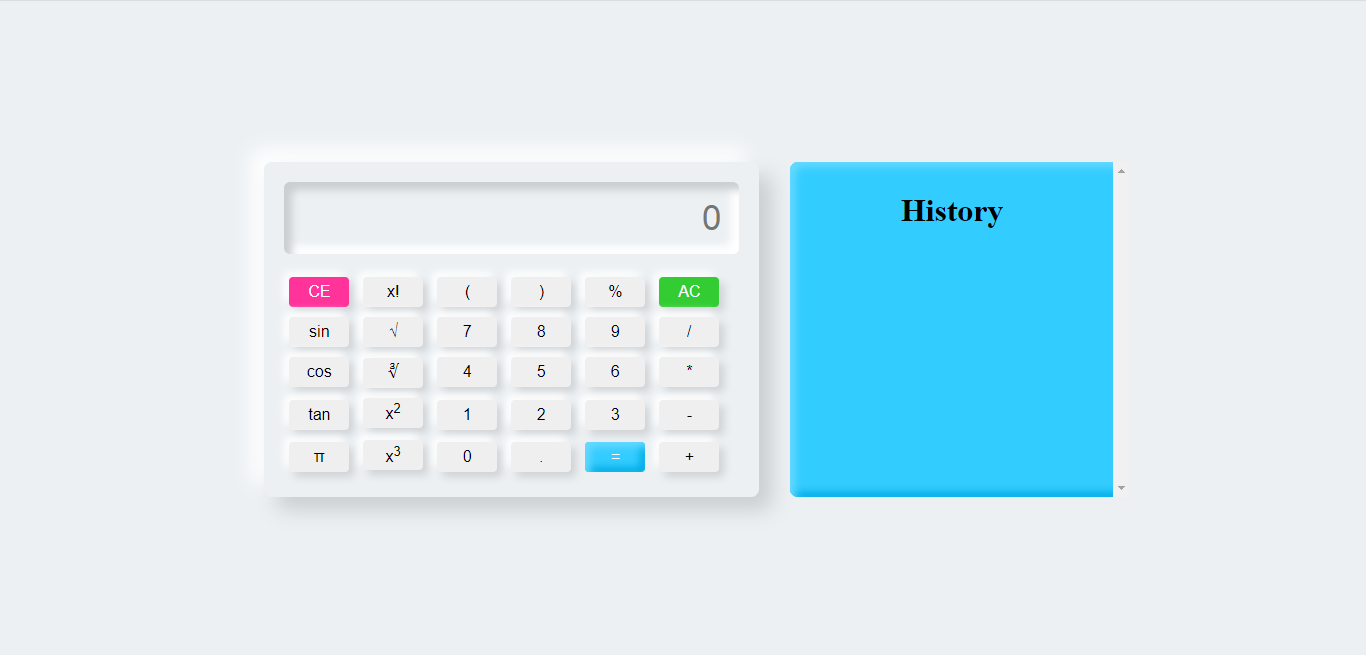 0
History
CE x! ( ) % AC
sin √ 7 8 9 /
cos ∛ 4 5 6 *
tan x² 1 2 3 -
π x³ 0 . = +